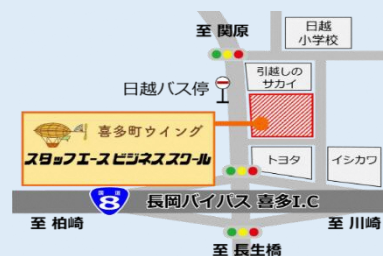 至 関原
日越
小学校
引越しの
サカイ
日越バス停
喜多町ウイング
スタッフエース ビジネススクール
トヨタ
イシカワ
国道
8
長岡バイパス 喜多I.C
至 柏崎
至 川崎
至 長生橋